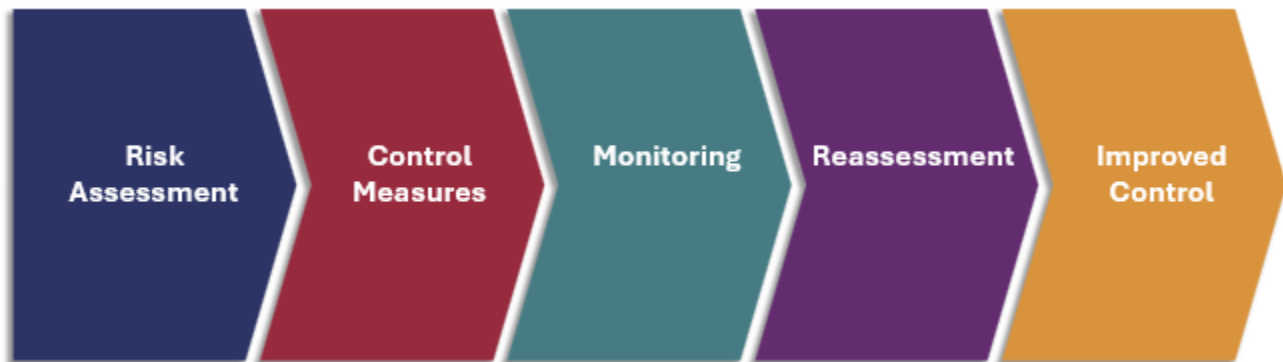 Risk
Assessment
Control
Measures
Monitoring
Reassessment
Improved
Control